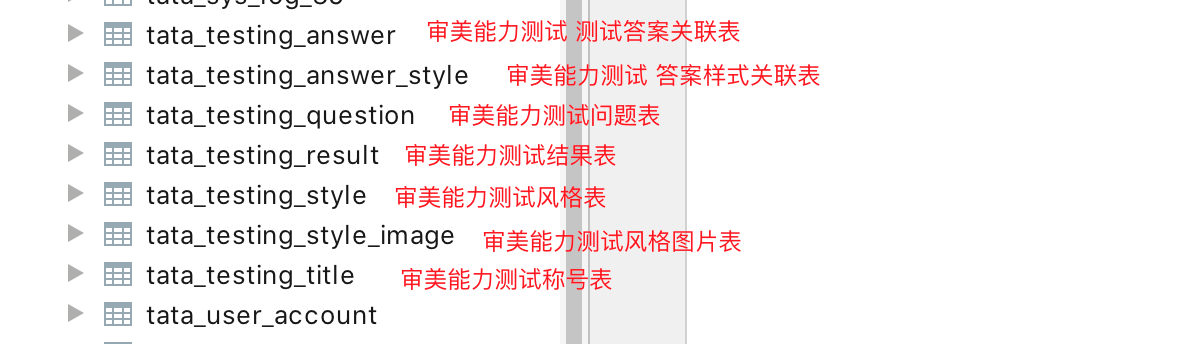 tata_sys_log_so
tata_testing_answer 审美能力测试 测试答案关联表
tata_testing_answer_style 审美能力测试 答案样式关联表
tata_testing_question 审美能力测试问题表
tata_testing_result 审美能力测试结果表
tata_testing_style 审美能力测试风格表
tata_testing_style_image 审美能力测试风格图片表
tata_testing_title 审美能力测试称号表
tata_user_account